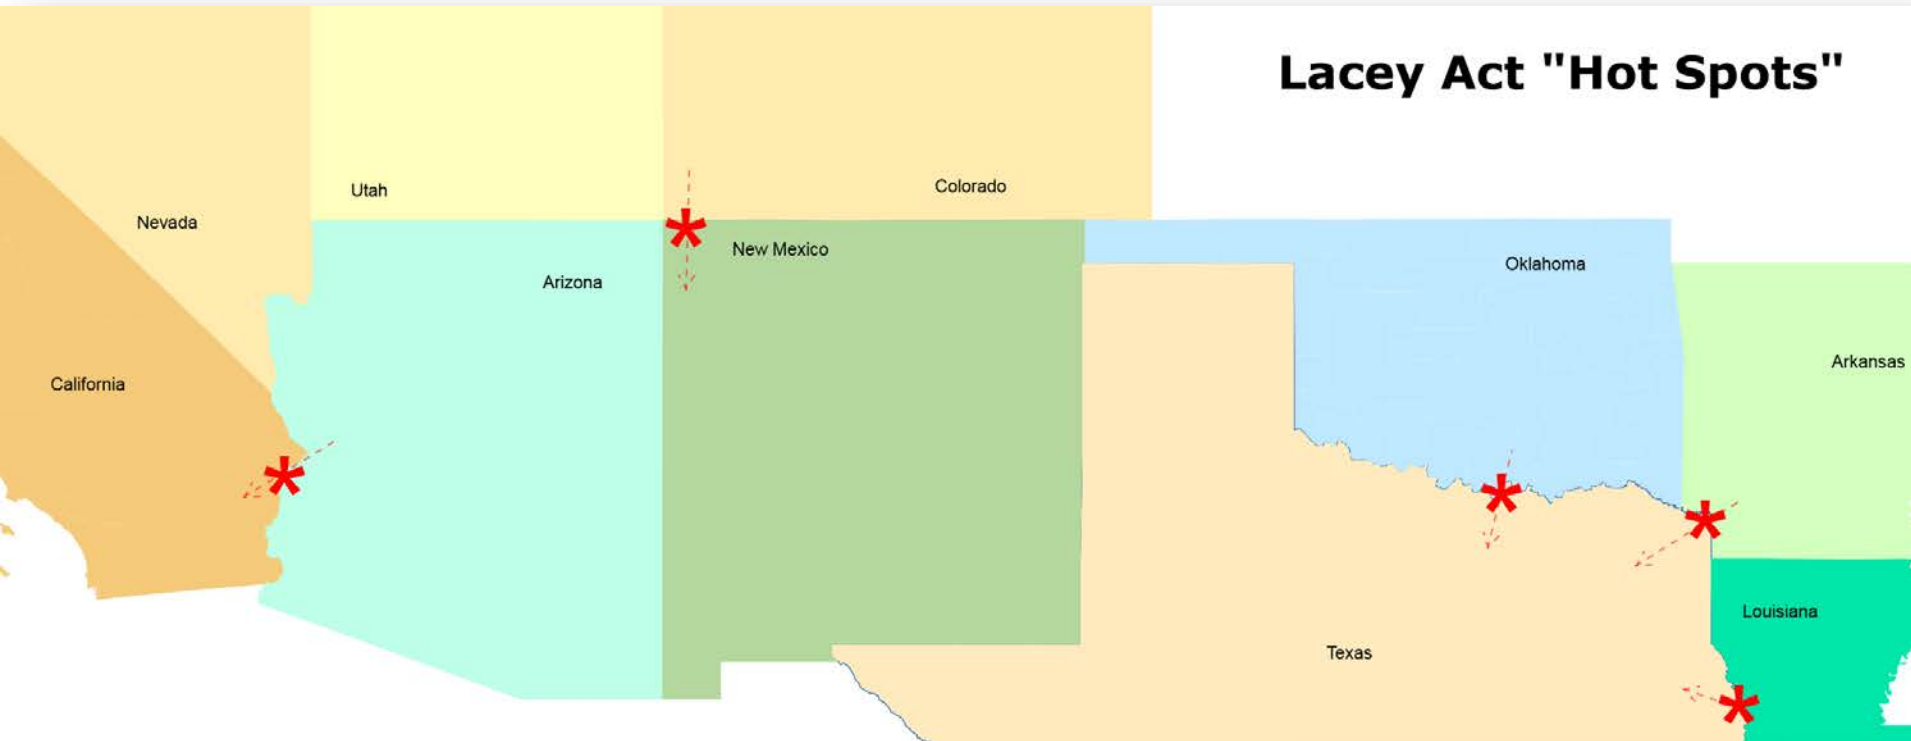 Lacey Act "Hot Spots"
Utah
Colorado
Nevada
New Mexico
Oklahoma
Arizona
Arkansas
California
Louisiana
Texas